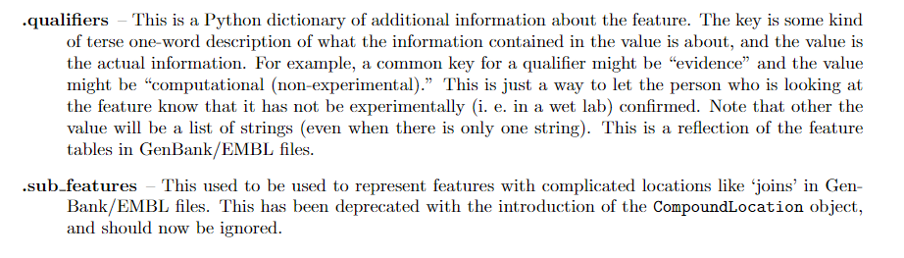 .qualifiers – This is a Python dictionary of additional information about the feature. The key is some kind
of terse one-word description of what the information contained in the value is about, and the value is
the actual information. For example, a common key for a qualifier might be “evidence” and the value
might be “computational (non-experimental).” This is just a way to let the person who is looking at
the feature know that it has not be experimentally (i. e. in a wet lab) confirmed. Note that other the
value will be a list of strings (even when there is only one string). This is a reflection of the feature
tables in GenBank/EMBL files.
.sub_features – This used to be used to represent features with complicated locations like ‘joins’ in Gen-
Bank/EMBL files. This has been deprecated with the introduction of the CompoundLocation object,
and should now be ignored.